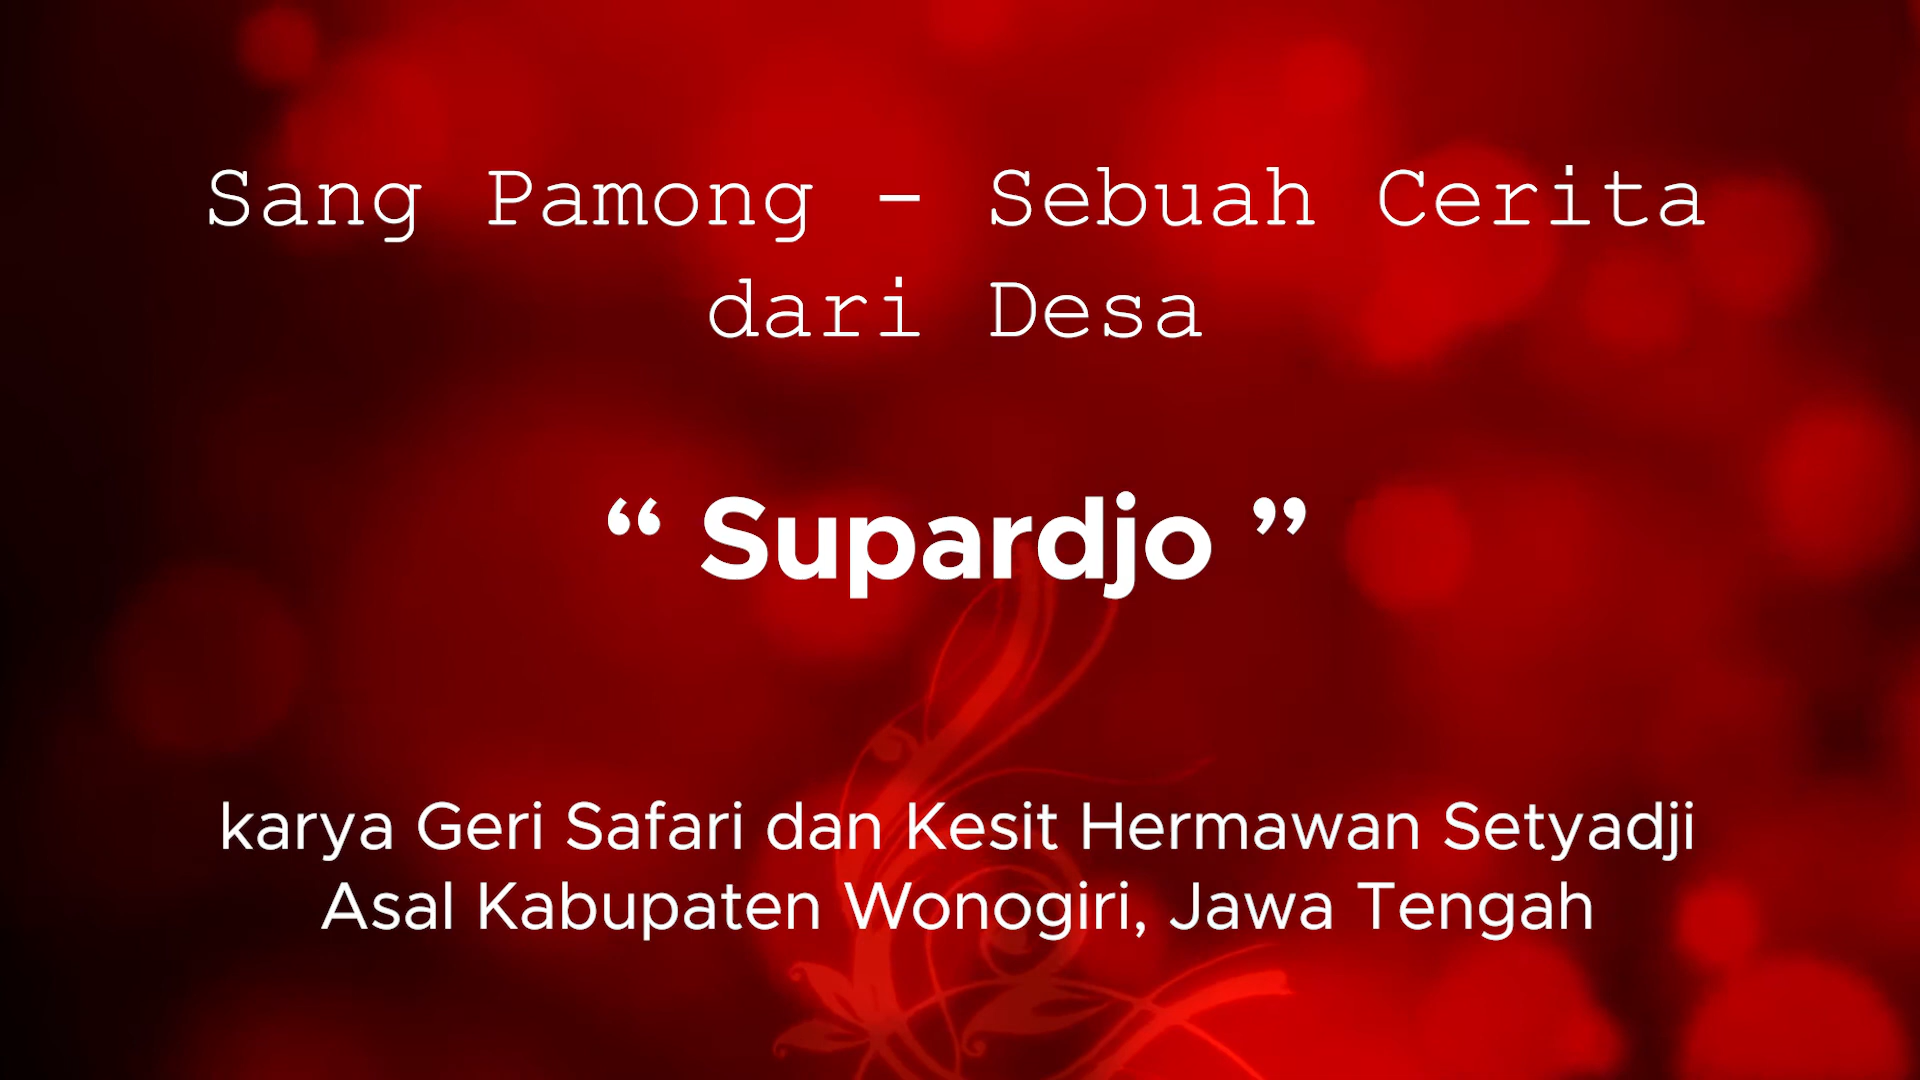 Sang Pamong - Sebuah Cerita
dari Desa
“ Supardjo ”
karya Geri Safari dan Kesit Hermawan Setyadji
Asal Kabupaten Wonogiri, Jawa Tengah